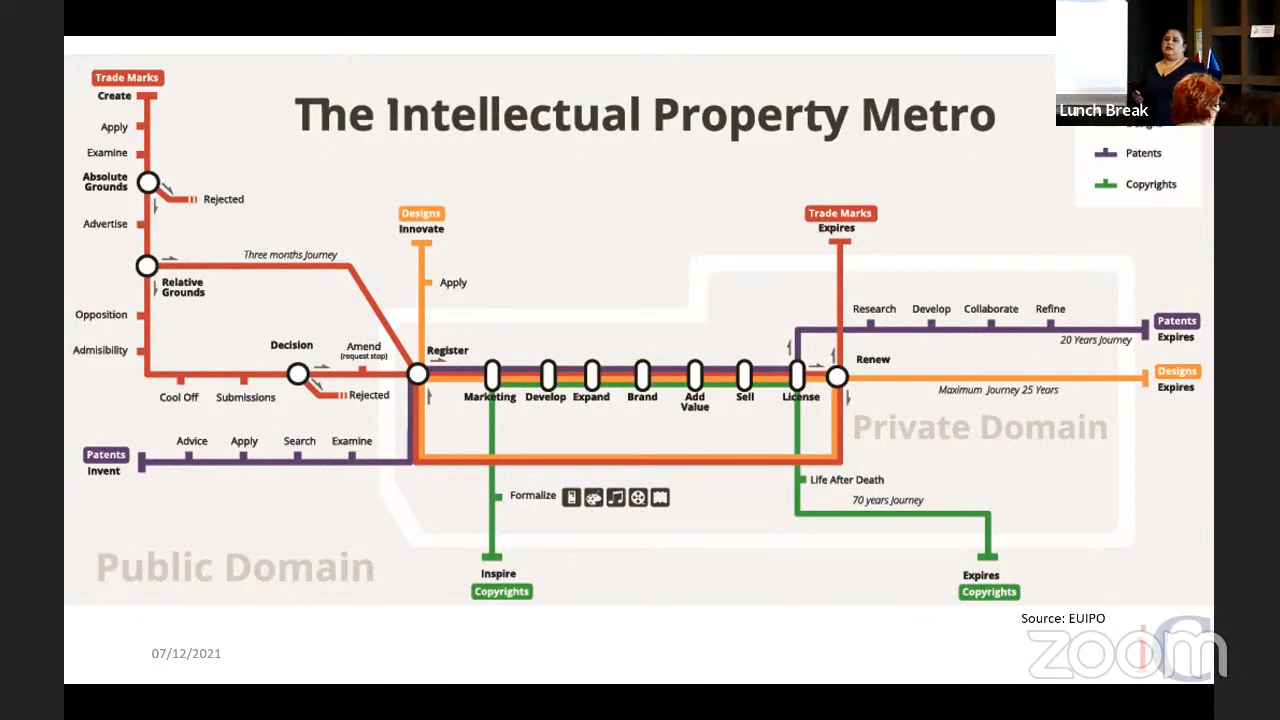 Lunch Break
The Intellectual Property Metro
Patents
Copyrights
Trade Marks
Create
Apply
Examine
Absolute
Grounds
Rejected
Advertise
Three months Journey
Relative
Grounds
Opposition
Admisibility
Cool Off
Submissions
Decision
Amend
(request stop)
Rejected
Designs
Innovate
Apply
Register
Marketing
Develop
Expand
Brand
Add
Value
Sell
License
Renew
Trade Marks
Expires
Research
Develop
Collaborate
Refine
20 Years Journey
Patents
Expires
Designs
Expires
Maximum Journey 25 Years
Private Domain
Patents
Invent
Advice
Apply
Search
Examine
Formalize
Inspire
Copyrights
Life After Death
70 years Journey
Expires
Copyrights
Public Domain
Source: EUIPO
07/12/2021
zoom